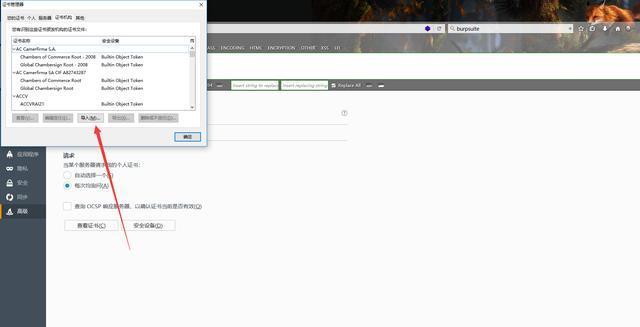 证书管理器
您的证书 个人 服务器 证书机构 其他
您有识别这些证书颁发机构的证书文件:
证书名称 安全设备
AC Camerfirma S.A.
Chambers of Commerce Root - 2008 Builtin Object Token
Global Chambersign Root - 2008 Builtin Object Token
AC Camerfirma SA CIF A82743287
Chambers of Commerce Root Builtin Object Token
Global Chambersign Root Builtin Object Token
ACCV
ACCVRAIZ1 Builtin Object Token
查看(V)... 编辑信任(E)... 导入(M)... 导出(X)... 删除或不信任(D)...
确定
burpsuite
ENCODING HTML ENCRYPTION OTHER XSS LFI
Insert string to replace Insert replacing string Replace All
应用程序
隐私
安全
同步
高级
请求
当某个服务器请求您的个人证书:
自动选择一个(S)
每次均询问(A)
查询 OCSP 响应服务器,以确认证书当前是否有效(Q)
查看证书(C) 安全设备(D)